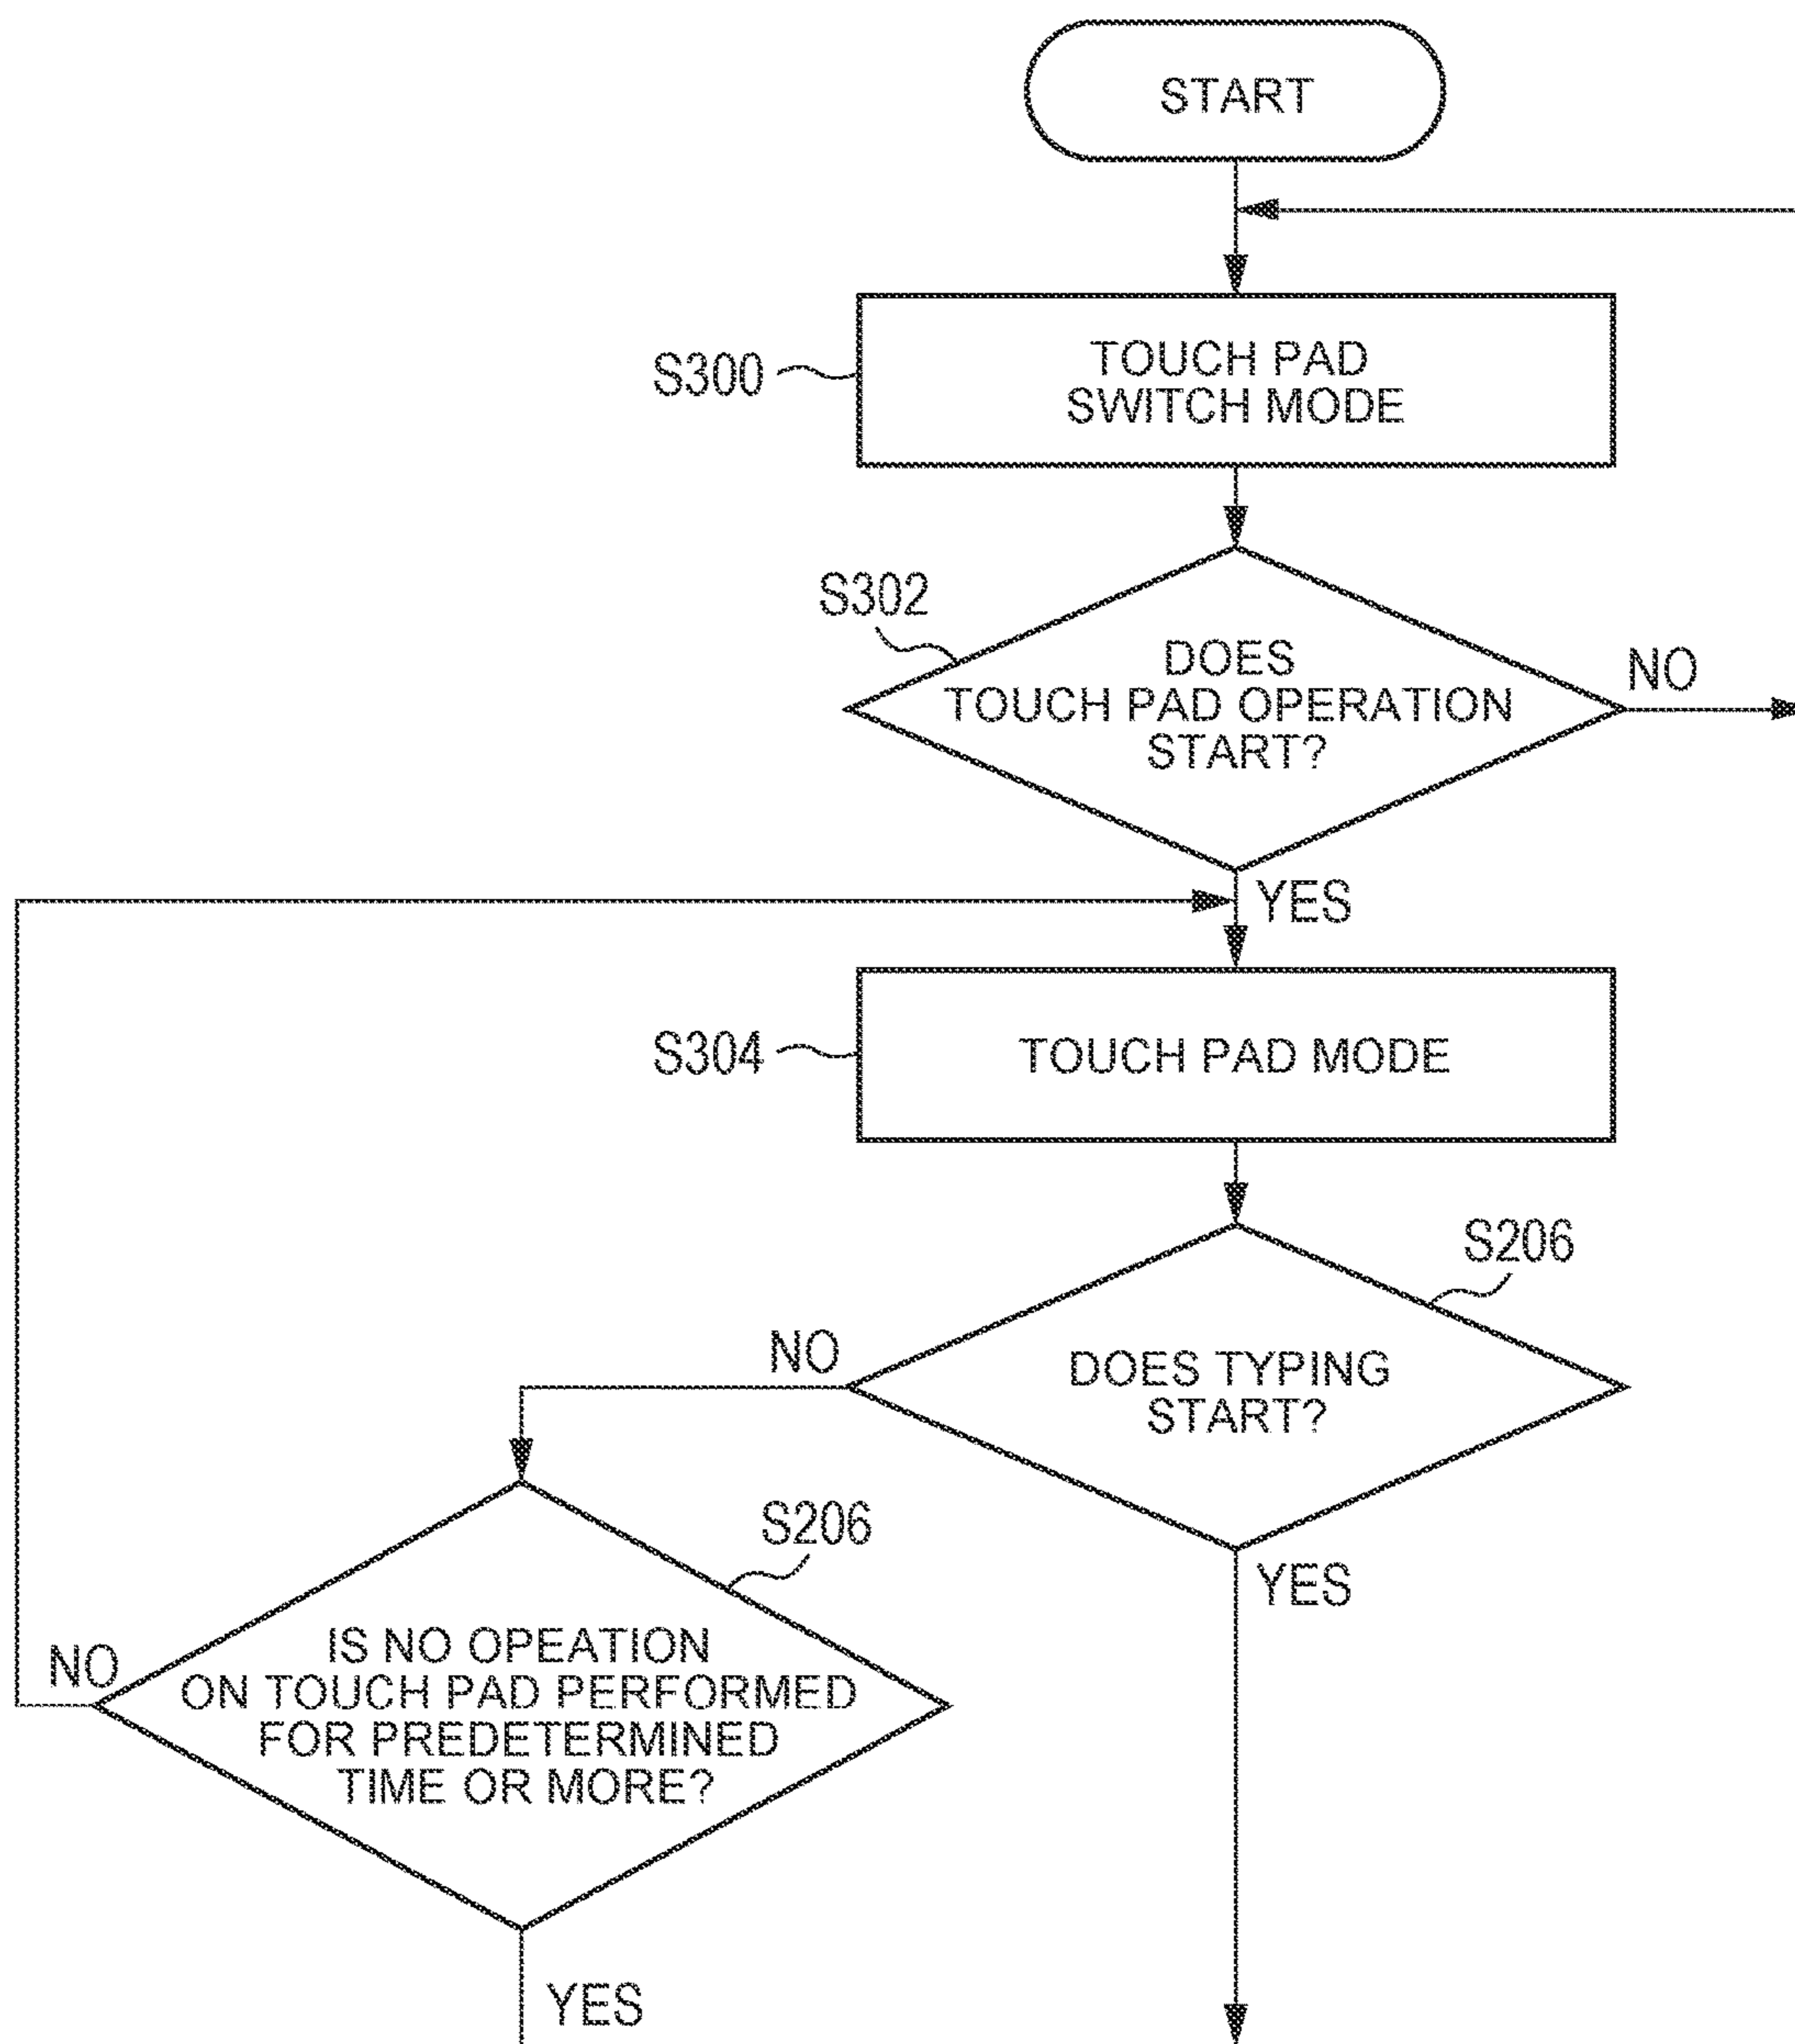 START
S300
TOUCH PAD
SWITCH MODE
S302
DOES
TOUCH PAD OPERATION
START?
NO
YES
S304
TOUCH PAD MODE
S206
NO
DOES TYPING
START?
S206
YES
NO
IS NO OPEATION
ON TOUCH PAD PERFORMED
FOR PREDETERMINED
TIME OR MORE?
YES